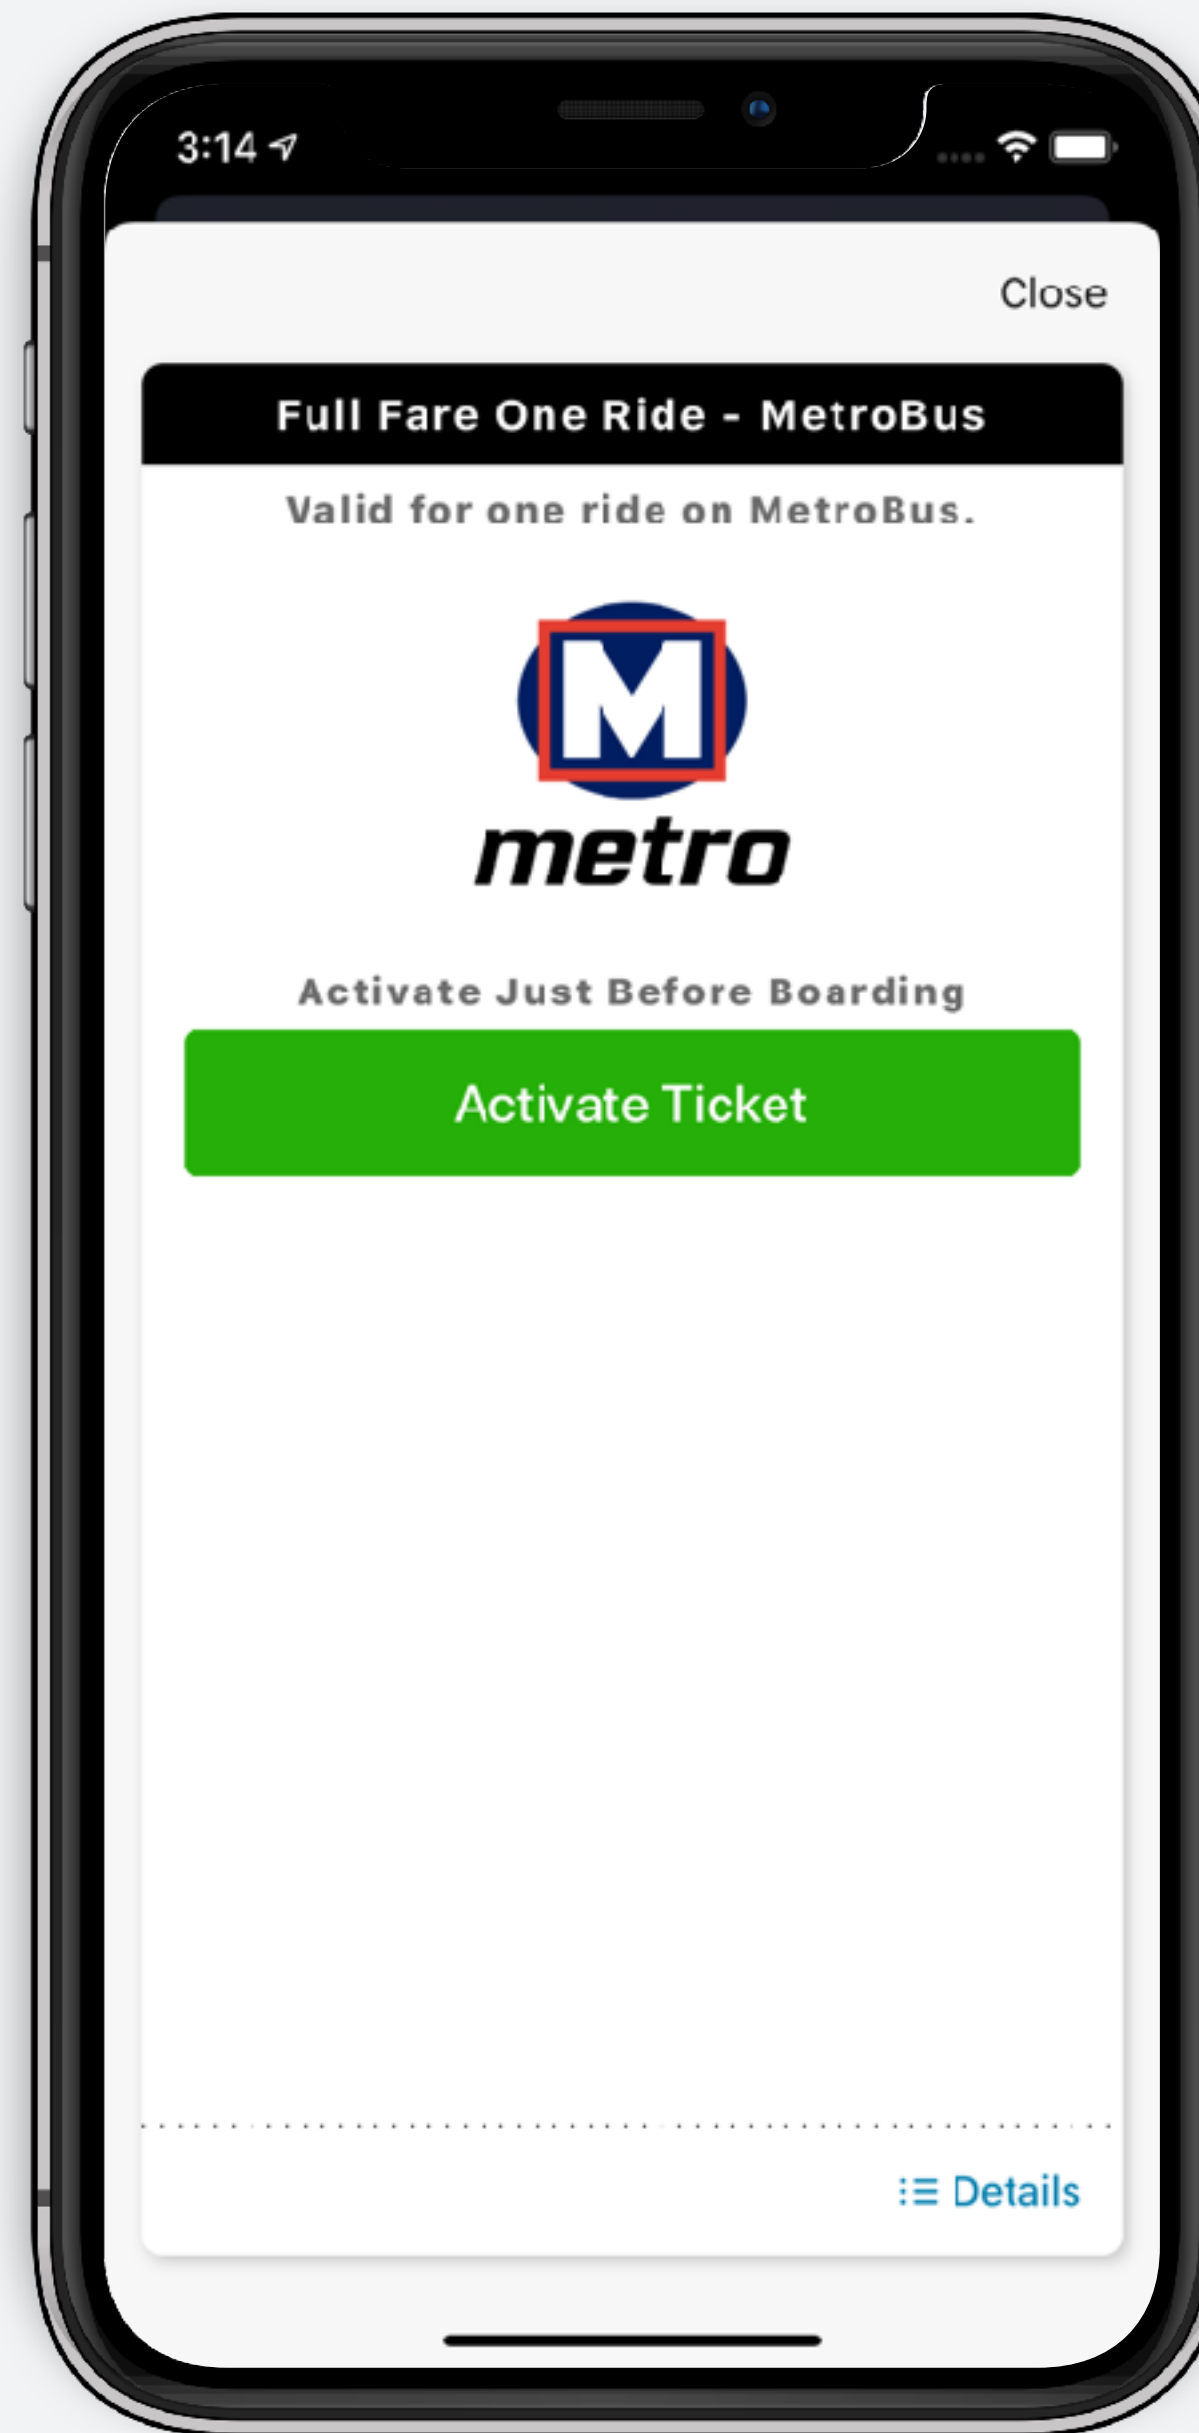 3:14
Close
Full Fare One Ride - MetroBus
Valid for one ride on MetroBus.
M
metro
Activate Just Before Boarding
Activate Ticket
Details